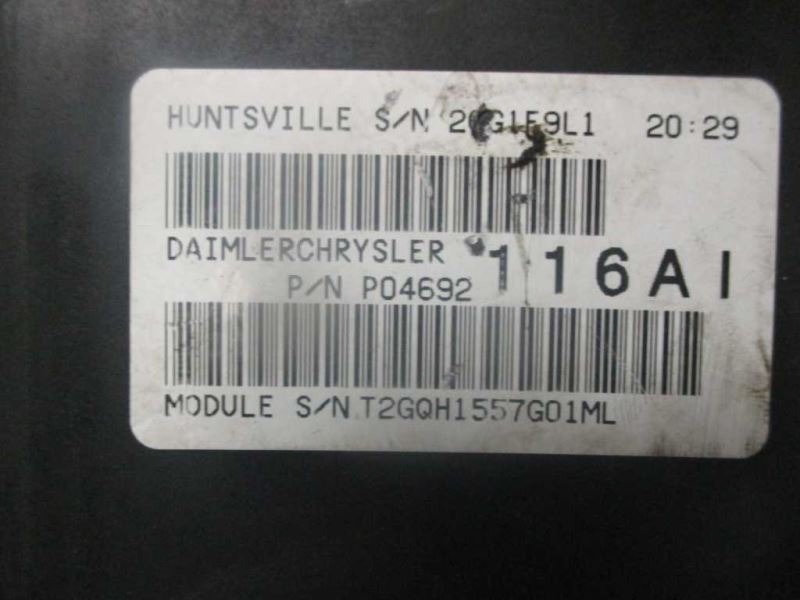 HUNTSVILLE S/N 20:29
DAIMLERCHRYSLER 116AI
P/N P04692
MODULE S/N T2GQH1557G01ML